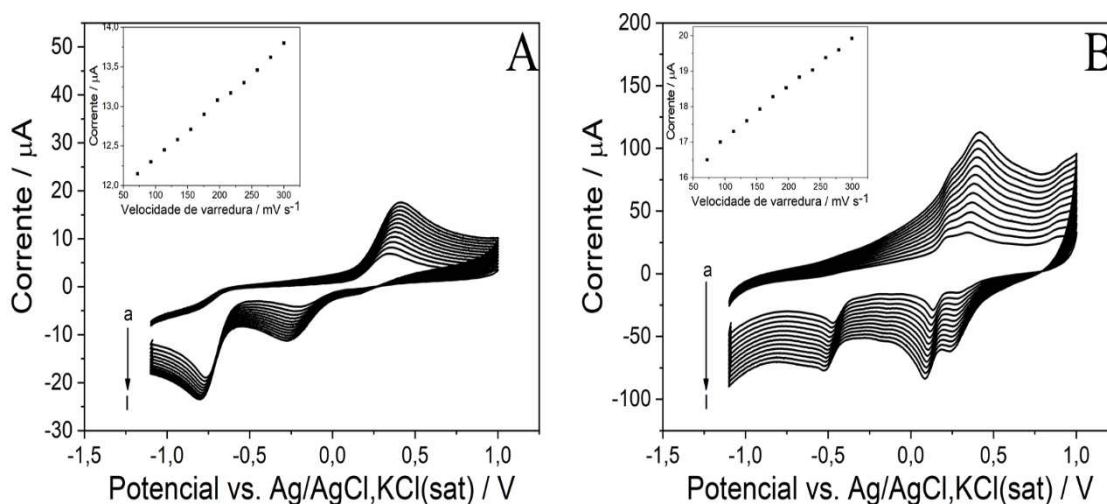 A
50
40
30
20
10
0
-10
-20
-30
Corrente / μA
-1,5 -1,0 -0,5 0,0 0,5 1,0
Potencial vs. Ag/AgCl,KCl(sat) / V
a
l
14,0
13,5
13,0
12,5
12,0
Corrente / μA
50 100 150 200 250 300
Velocidade de varredura / mV s⁻¹
B
200
150
100
50
0
-50
-100
Corrente / μA
-1,5 -1,0 -0,5 0,0 0,5 1,0
Potencial vs. Ag/AgCl,KCl(sat) / V
a
l
20
19
18
17
16
Corrente / μA
50 100 150 200 250 300
Velocidade de varredura / mV s⁻¹